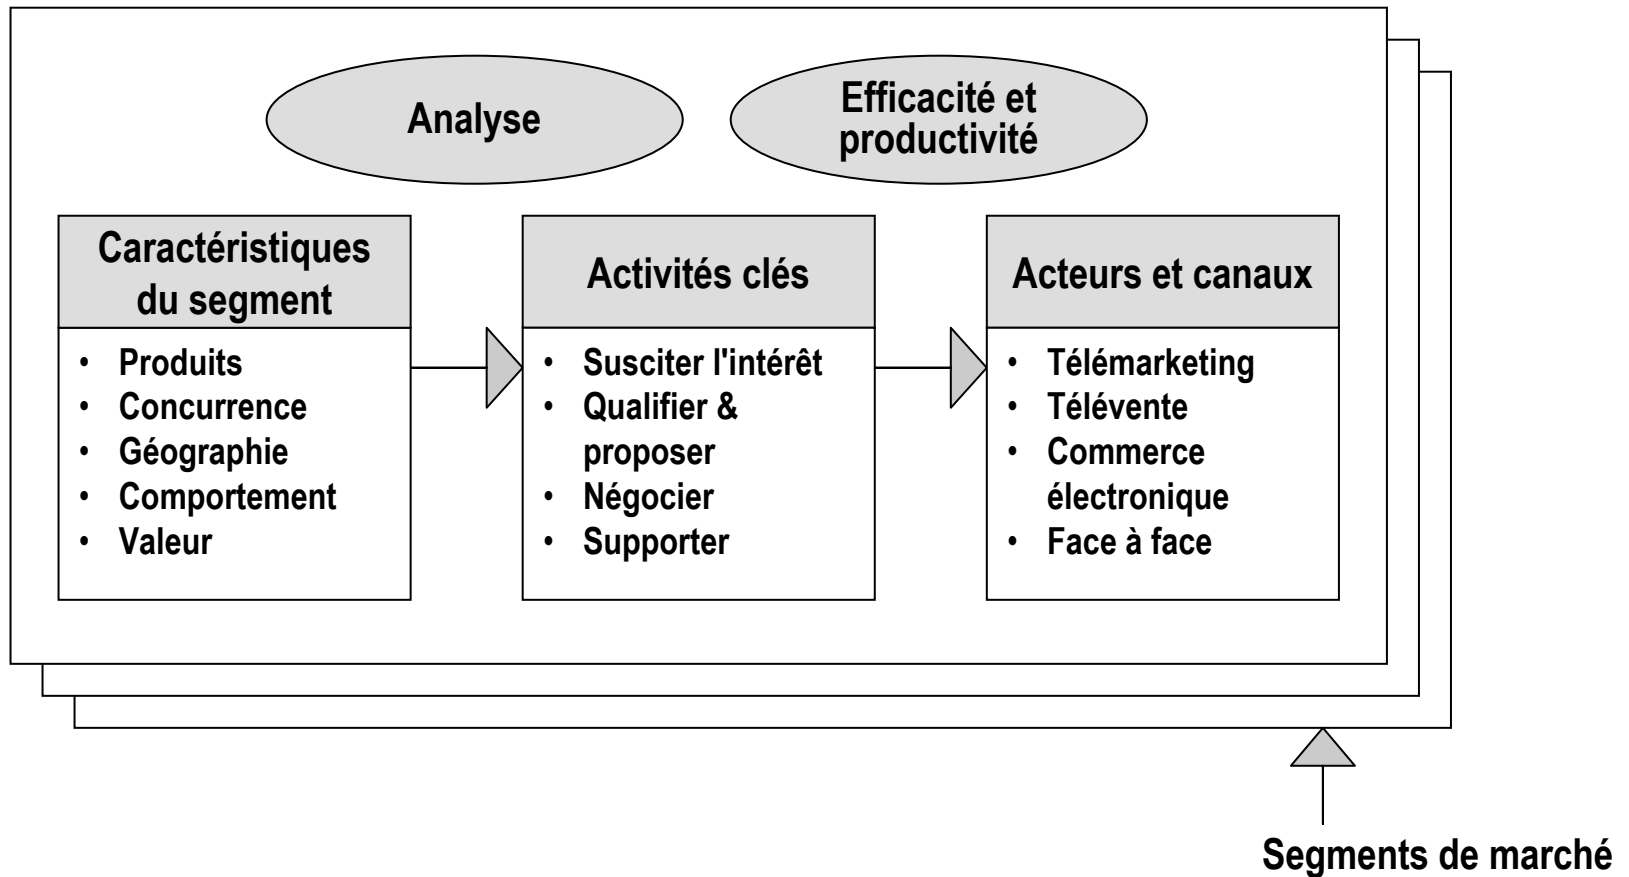 Analyse
Efficacité et
productivité
Caractéristiques
du segment
• Produits
• Concurrence
• Géographie
• Comportement
• Valeur
Activités clés
• Susciter l'intérêt
• Qualifier &
proposer
• Négocier
• Supporter
Acteurs et canaux
• Télémarketing
• Télévente
• Commerce
électronique
• Face à face
Segments de marché